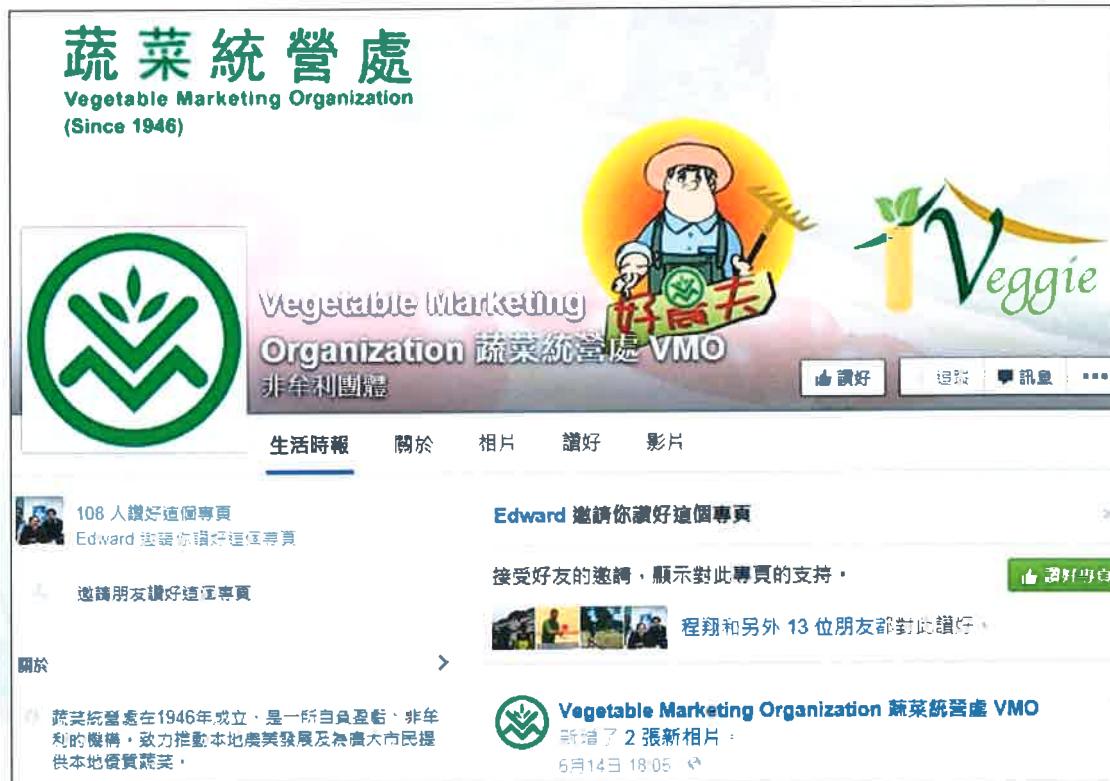 蔬菜統營處
Vegetable Marketing Organization
(Since 1946)
好農夫
iVeggie
Vegetable Marketing
Organization 蔬菜統營處 VMO
非牟利團體
讚好
追蹤
訊息
生活時報
關於
相片
讚好
影片
108 人讚好這個專頁
Edward 邀請你讚好這個專頁
邀請朋友讚好這個專頁
關於
蔬菜統營處在1946年成立，是一所自負盈虧、非牟
利的機構，致力推動本地農業發展及為廣大市民提
供本地優質蔬菜。
Edward 邀請你讚好這個專頁
接受好友的邀請，顯示對此專頁的支持。
讚好專頁
程翔和另外 13 位朋友都對此讚好。
Vegetable Marketing Organization 蔬菜統營處 VMO
新增了 2 張新相片。
6月14日 18:05